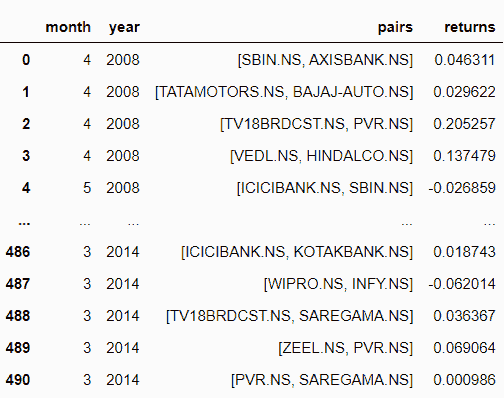 month year pairs returns
0 4 2008 [SBIN.NS, AXISBANK.NS] 0.046311
1 4 2008 [TATAMOTORS.NS, BAJAJ-AUTO.NS] 0.029622
2 4 2008 [TV18BRDCST.NS, PVR.NS] 0.205257
3 4 2008 [VEDL.NS, HINDALCO.NS] 0.137479
4 5 2008 [ICICIBANK.NS, SBIN.NS] -0.026859
... ... ... ... ...
486 3 2014 [ICICIBANK.NS, KOTAKBANK.NS] 0.018743
487 3 2014 [WIPRO.NS, INFY.NS] -0.062014
488 3 2014 [TV18BRDCST.NS, SAREGAMA.NS] 0.036367
489 3 2014 [ZEEL.NS, PVR.NS] 0.069064
490 3 2014 [PVR.NS, SAREGAMA.NS] 0.000986